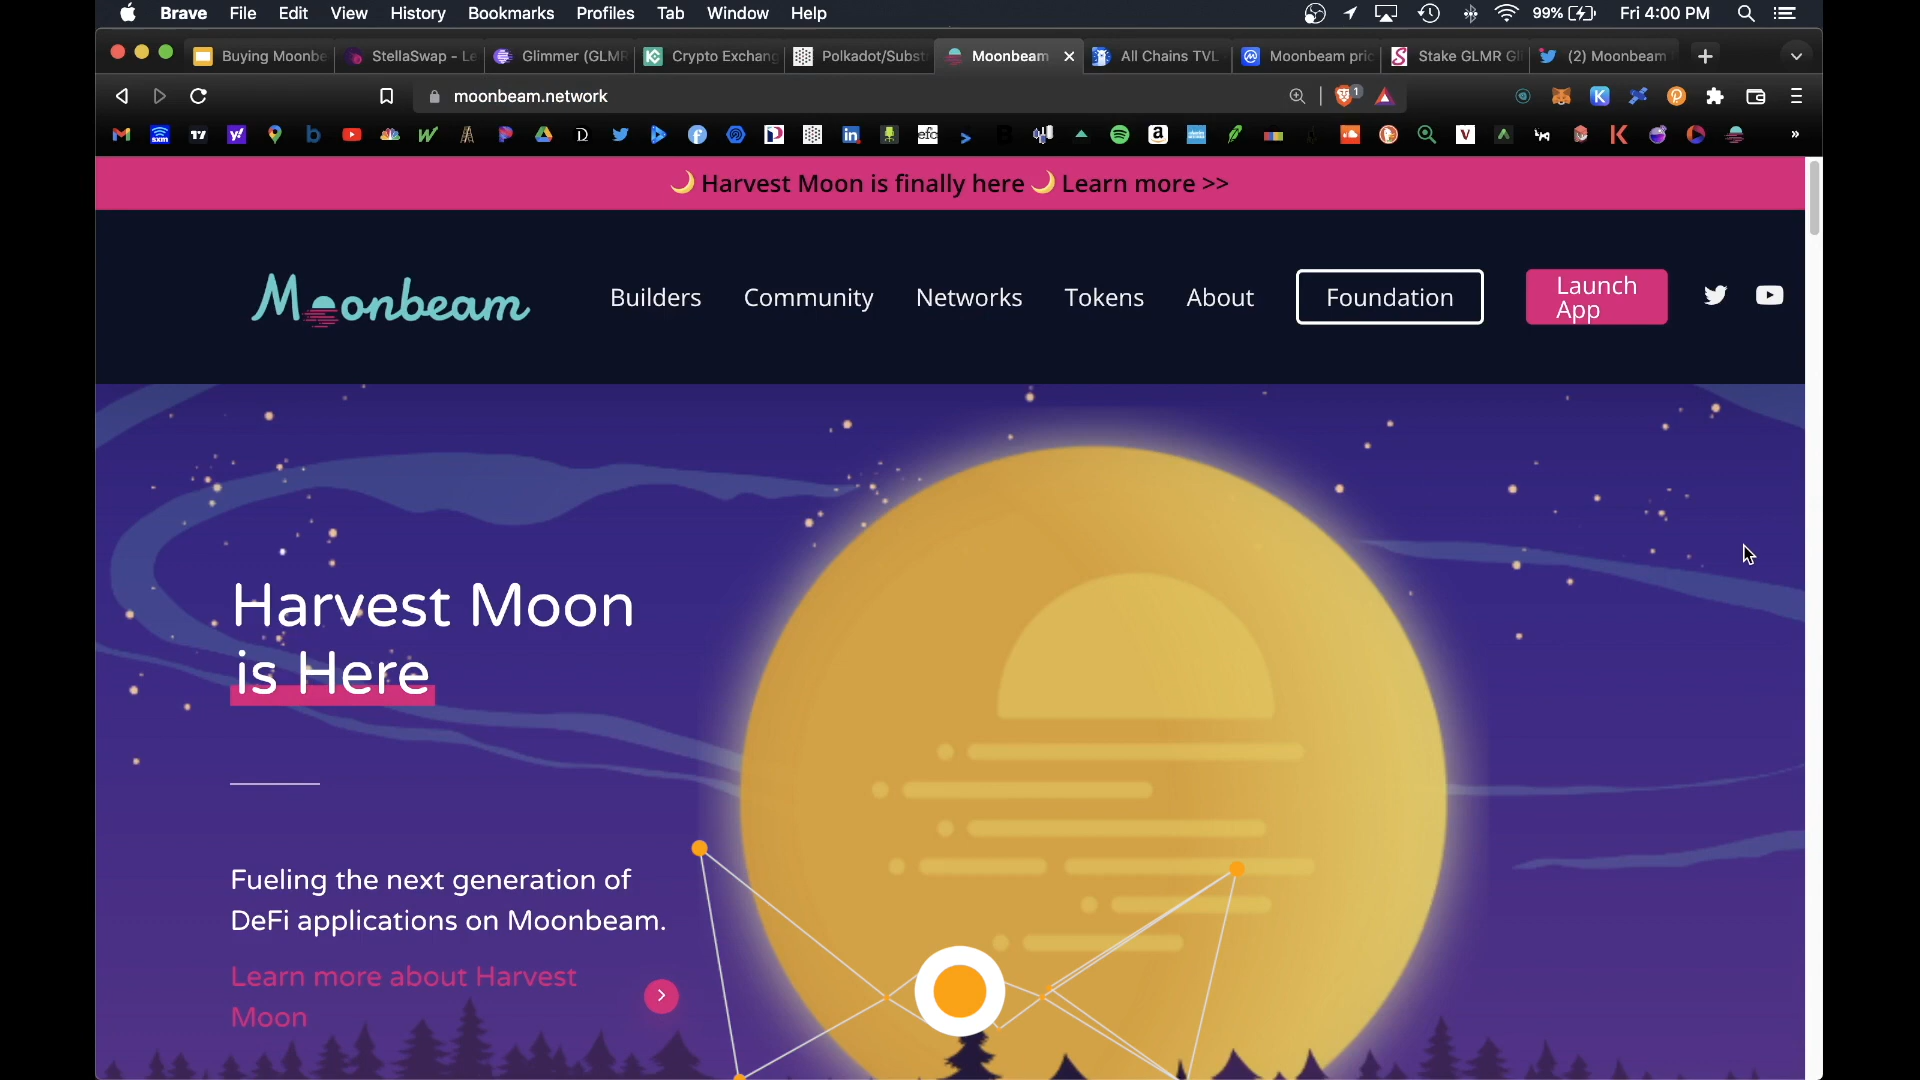 Brave File Edit View History Bookmarks Profiles Tab Window Help 99% Fri 4:00 PM
Buying Moonbe StellaSwap - Le Glimmer (GLMR Crypto Exchang Polkadot/Subst Moonbeam All Chains TVL Moonbeam pric Stake GLMR Gl (2) Moonbeam
moonbeam.network 1
🌙 Harvest Moon is finally here 🌙 Learn more >>
Moonbeam Builders Community Networks Tokens About Foundation Launch
App
Harvest Moon
is Here
Fueling the next generation of
DeFi applications on Moonbeam.
Learn more about Harvest
Moon